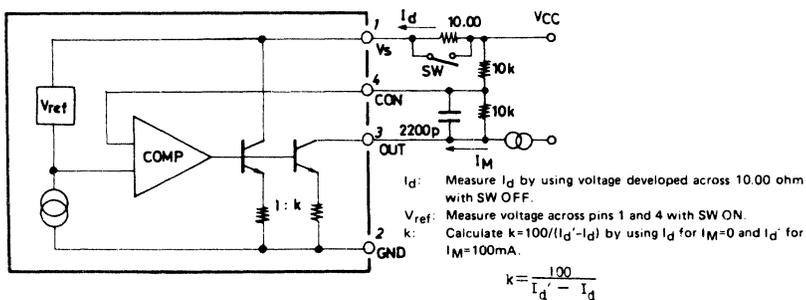 1
Id
10.00
VCC
Vs
SW
10k
4
CON
Vref
10k
3
2200p
OUT
COMP
IM
1 : k
2
GND
Id: Measure Id by using voltage developed across 10.00 ohm
with SW OFF.
Vref: Measure voltage across pins 1 and 4 with SW ON.
k: Calculate k=100/(Id'-Id) by using Id for IM=0 and Id' for
IM=100mA.
k = 100
Id' - Id